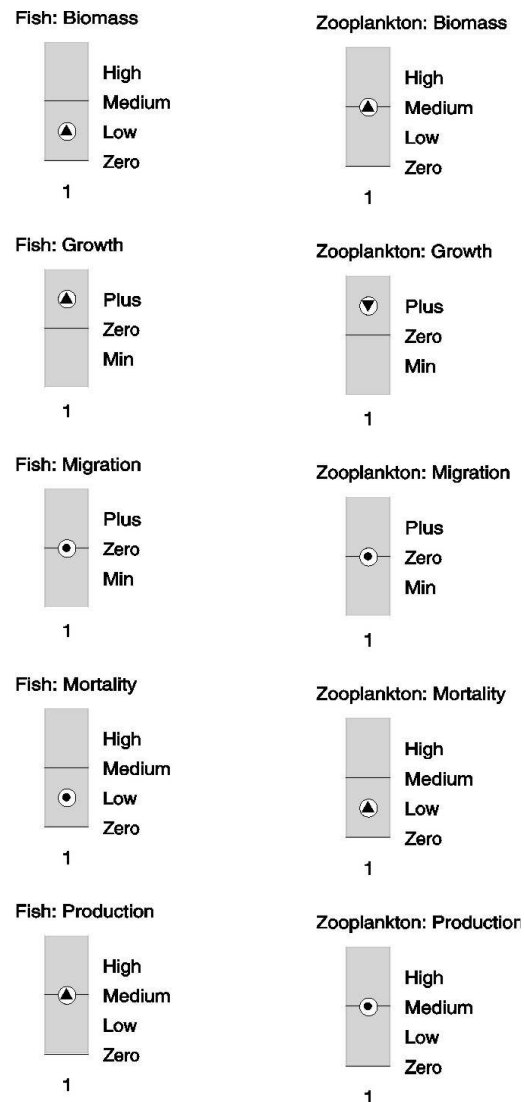 Fish: Biomass
High
Medium
Low
Zero
1
Zooplankton: Biomass
High
Medium
Low
Zero
1
Fish: Growth
Plus
Zero
Min
1
Zooplankton: Growth
Plus
Zero
Min
1
Fish: Migration
Plus
Zero
Min
1
Zooplankton: Migration
Plus
Zero
Min
1
Fish: Mortality
High
Medium
Low
Zero
1
Zooplankton: Mortality
High
Medium
Low
Zero
1
Fish: Production
High
Medium
Low
Zero
1
Zooplankton: Production
High
Medium
Low
Zero
1